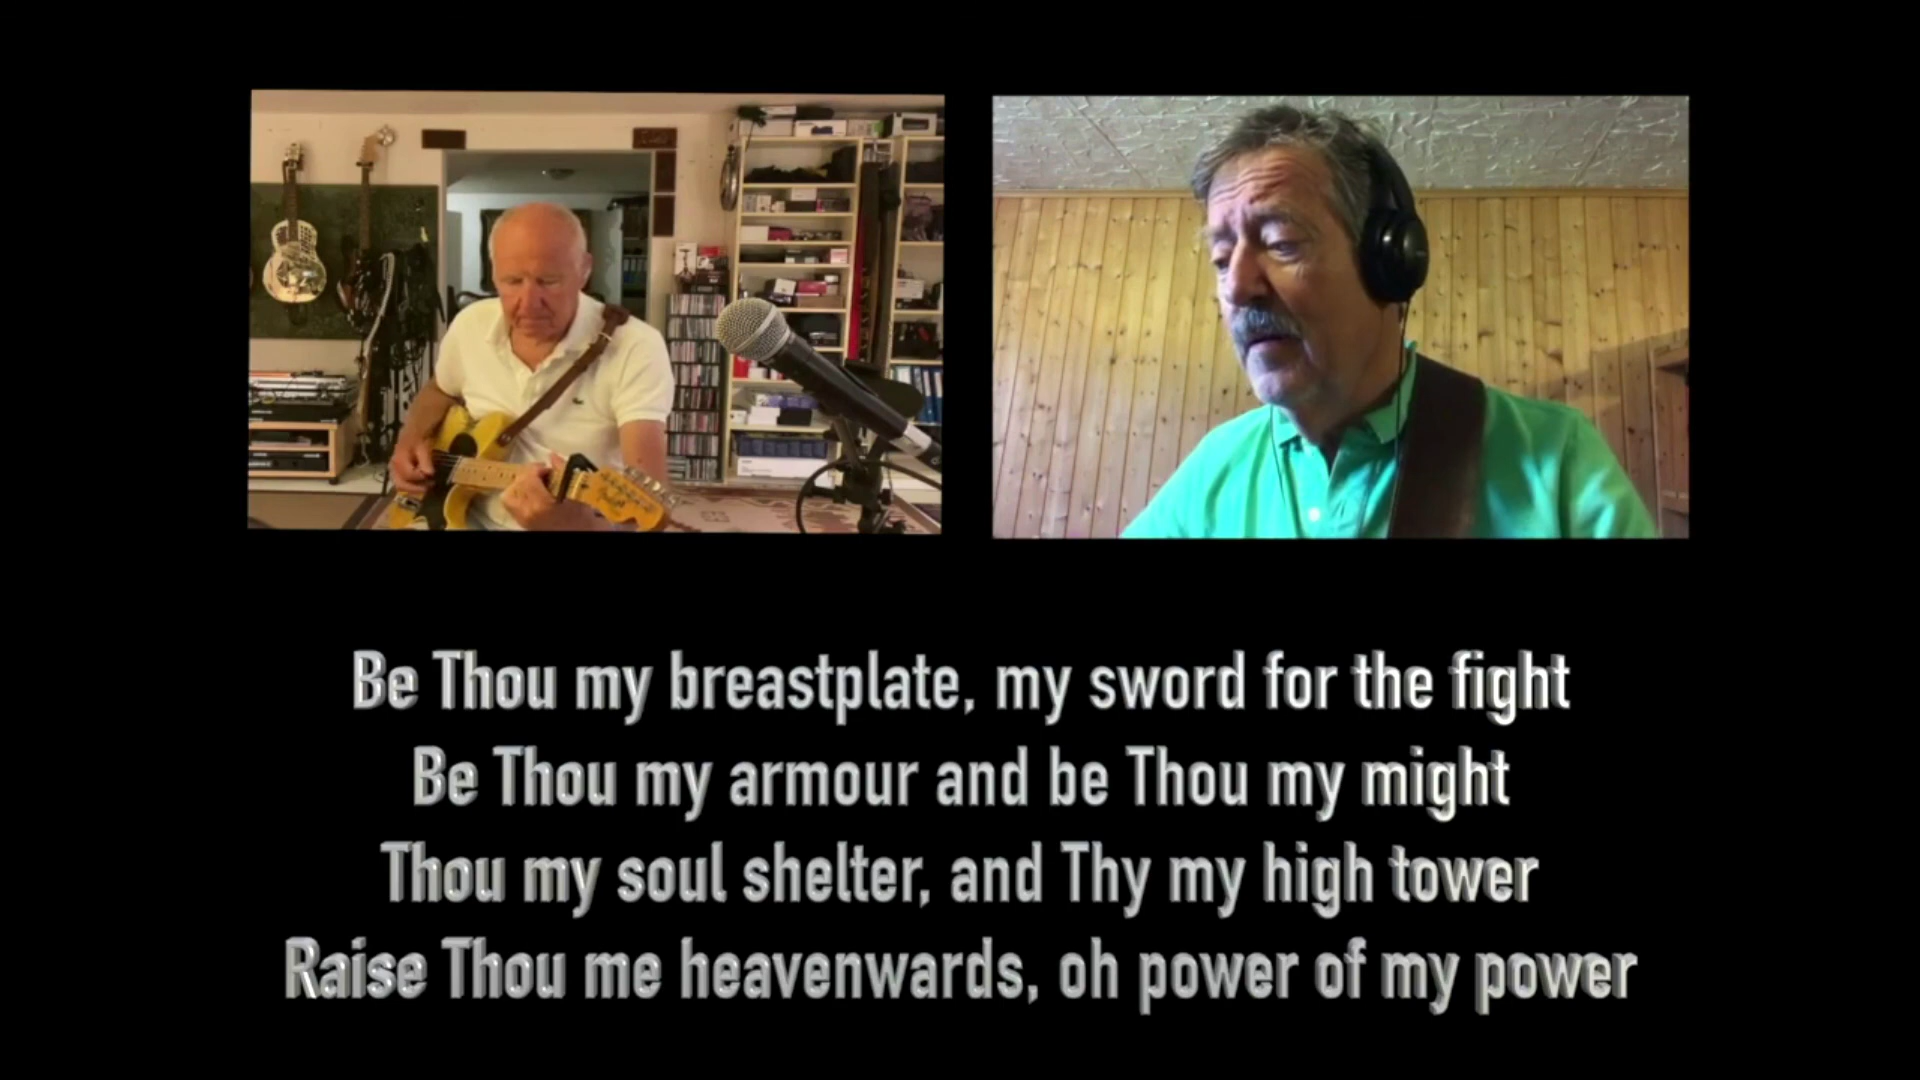 Be Thou my breastplate, my sword for the fight
Be Thou my armour and be Thou my might
Thou my soul shelter, and Thy my high tower
Raise Thou me heavenwards, oh power of my power